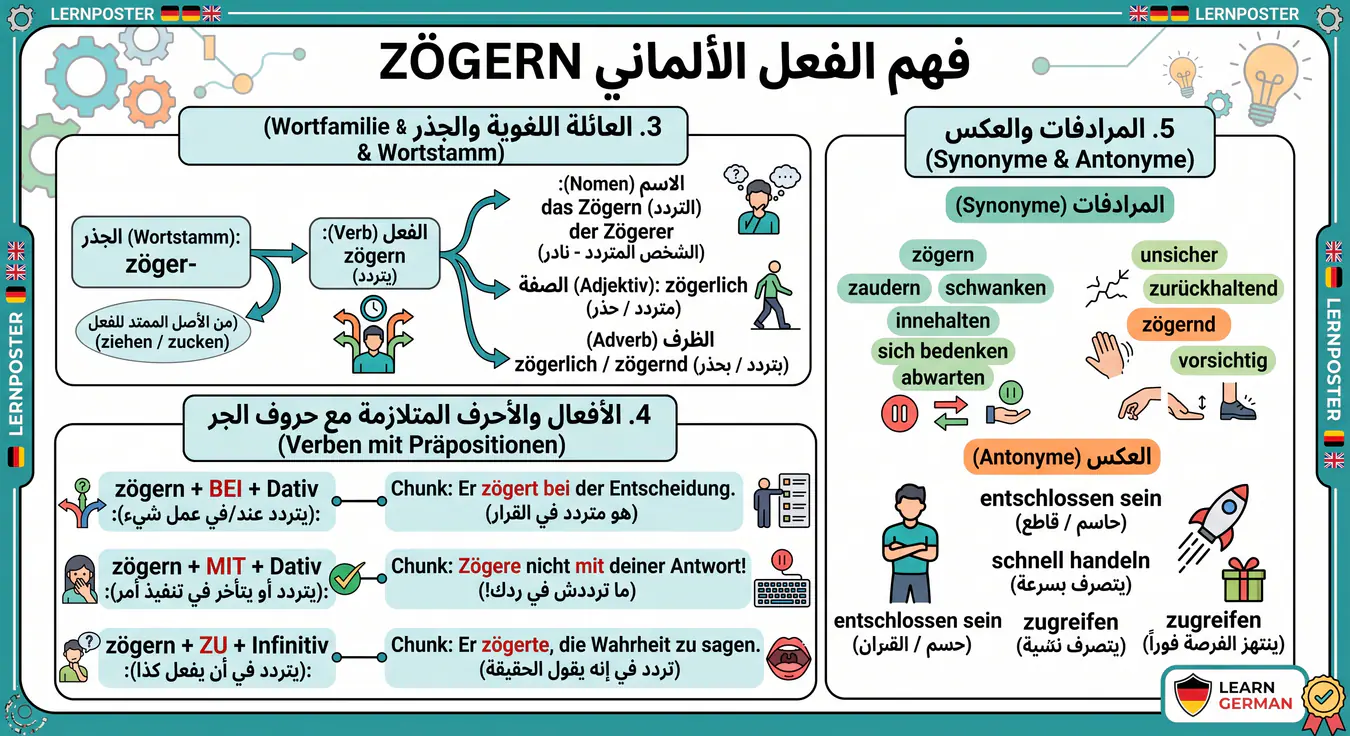 LERNPOSTER
LERNPOSTER
فهم الفعل الألماني ZÖGERN
3. العائلة اللغوية والجذر (Wortfamilie &
& Wortstamm)
الجذر (Wortstamm):
zöger-
(من الأصل الممتد للفعل
(ziehen / zucken)
الفعل (Verb):
zögern
(يتردد)
الاسم (Nomen):
das Zögern (التردد)
der Zögerer
(الشخص المتردد - نادر)
الصفة (Adjektiv): zögerlich
(متردد / حذر)
الظرف (Adverb)
zögerlich / zögernd (بتردد / بحذر)
4. الأفعال والأحرف المتلازمة مع حروف الجر
(Verben mit Präpositionen)
zögern + BEI + Dativ
(يتردد عند/في عمل شيء):
Chunk: Er zögert bei der Entscheidung.
(هو متردد في القرار)
zögern + MIT + Dativ
(يتردد أو يتأخر في تنفيذ أمر):
Chunk: Zögere nicht mit deiner Antwort!
(ما ترددش في ردك!)
zögern + ZU + Infinitiv
(يتردد في أن يفعل كذا):
Chunk: Er zögerte, die Wahrheit zu sagen.
(تردد في إنه يقول الحقيقة)
5. المرادفات والعكس
(Synonyme & Antonyme)
المرادفات (Synonyme)
zögern
zaudern
schwanken
innehalten
sich bedenken
abwarten
unsicher
zurückhaltend
zögernd
vorsichtig
العكس (Antonyme)
entschlossen sein
(حاسم / قاطع)
schnell handeln
(يتصرف بسرعة)
entschlossen sein
(حسم / القران)
zugreifen
(يتصرف نشية)
zugreifen
(ينتهز الفرصة فوراً)
LERNPOSTER
LERNPOSTER
LEARN
GERMAN